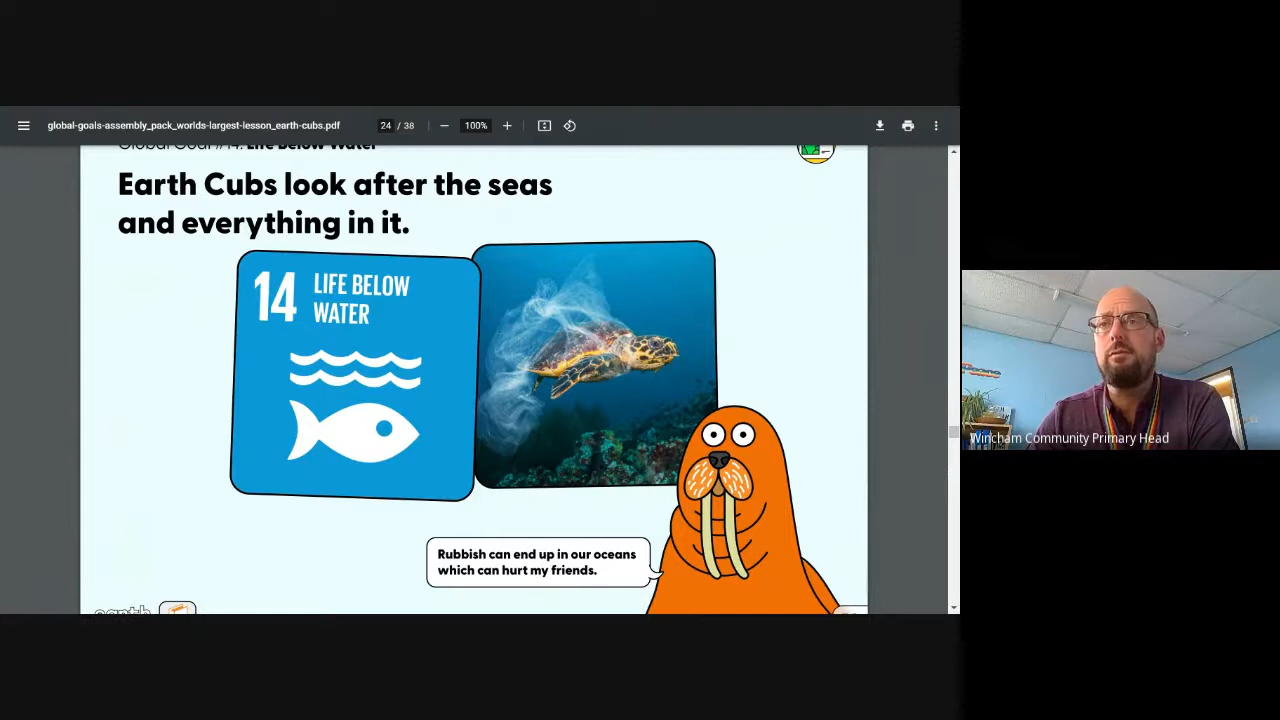 global-goals-assembly_pack_worlds-largest-lesson_earth-cubs.pdf
24 / 38
100%
Global Goal #14: Life Below Water
Earth Cubs look after the seas
and everything in it.
14 LIFE BELOW
WATER
Rubbish can end up in our oceans
which can hurt my friends.
earth
Wincham Community Primary Head